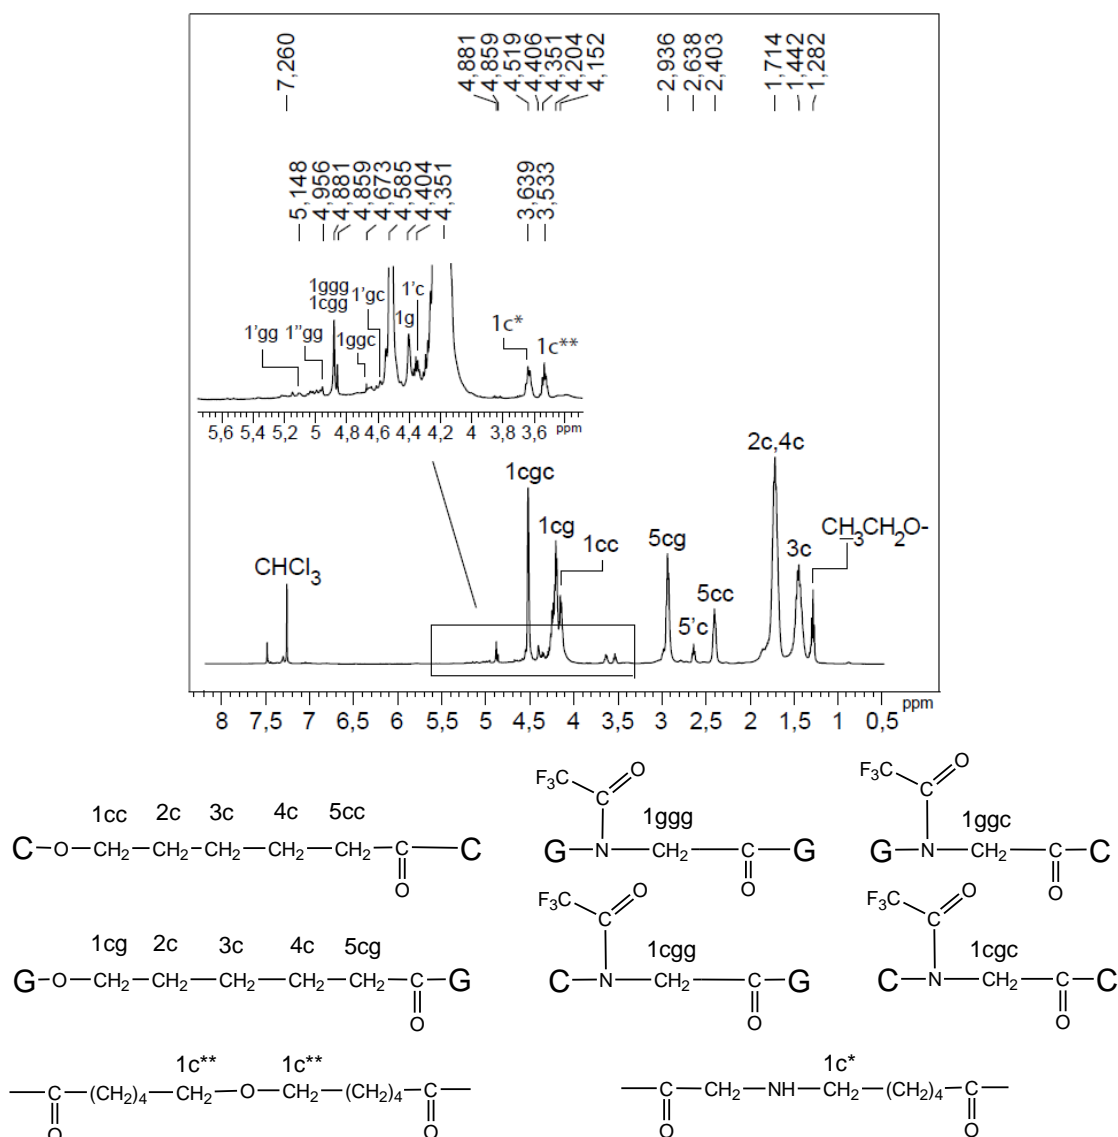 7,260 4,881 4,859 4,519 4,406 4,351 4,204 4,152 2,936 2,638 2,403 1,714 1,442 1,282
5,148 4,956 4,881 4,859 4,673 4,585 4,404 4,351 3,639 3,533
1ggg
1cgg 1'gc 1'c
1'gg 1''gg 1ggc 1g 1c* 1c**
5,6 5,4 5,2 5 4,8 4,6 4,4 4,2 4 3,8 3,6 ppm
2c,4c
1cgc
1cg 1cc 5cg 3c CH3CH2O-
CHCl3 5'c 5cc
8 7,5 7 6,5 6 5,5 5 4,5 4 3,5 3 2,5 2 1,5 1 0,5 ppm
1cc 2c 3c 4c 5cc
C-O-CH2-CH2-CH2-CH2-CH2-C-C
O
F3C C O
1ggg
G-N-CH2-C-G
O
F3C C O
1ggc
G-N-CH2-C-C
O
1cg 2c 3c 4c 5cg
G-O-CH2-CH2-CH2-CH2-CH2-C-G
O
F3C C O
1cgg
C-N-CH2-C-G
O
F3C C O
1cgc
C-N-CH2-C-C
O
1c** 1c**
-C-(CH2)4-CH2-O-CH2-(CH2)4-C-
O O
1c*
-C-CH2-NH-CH2-(CH2)4-C-
O O